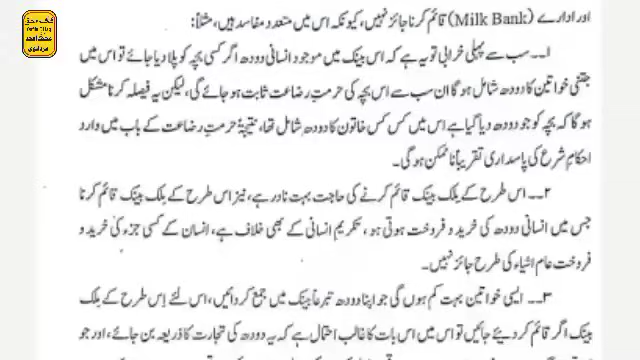 اور ادارے (Milk Bank) قائم کرنا جائز نہیں، کیونکہ اس میں متعدد مفاسد ہیں، مثلاً:
۱۔۔ سب سے پہلی خرابی تو یہ ہے کہ اس بینک میں موجود انسانی دودھ اگر کسی بچہ کو پلا دیا جائے تو اس میں
جتنی خواتین کا دودھ شامل ہو گا ان سب سے اس بچہ کی حرمتِ رضاعت ثابت ہو جائے گی، لیکن یہ فیصلہ کرنا مشکل
ہو گا کہ بچہ کو جو دودھ دیا گیا ہے اس میں کس کس خاتون کا دودھ شامل تھا، نتیجۃً حرمتِ رضاعت کے باب میں وارد
احکامِ شرع کی پاسداری تقریباً ناممکن ہو گی۔
۲۔۔ اس طرح کے ملک بینک قائم کرنے کی حاجت بہت نادر ہے، نیز اس طرح کے ملک بینک قائم کرنا
جس میں انسانی دودھ کی خرید و فروخت ہوتی ہو، تکریمِ انسانی کے بھی خلاف ہے، انسان کے کسی جزء کی خرید و
فروخت عام اشیاء کی طرح جائز نہیں۔
۳۔۔ ایسی خواتین بہت کم ہوں گی جو اپنا دودھ تبرعاً بینک میں جمع کروائیں، اس لئے اِس طرح کے ملک
بینک اگر قائم کر دیئے جائیں تو اس میں اس بات کا غالب احتمال ہے کہ یہ دودھ کی تجارت کا ذریعہ بن جائے، اور جو